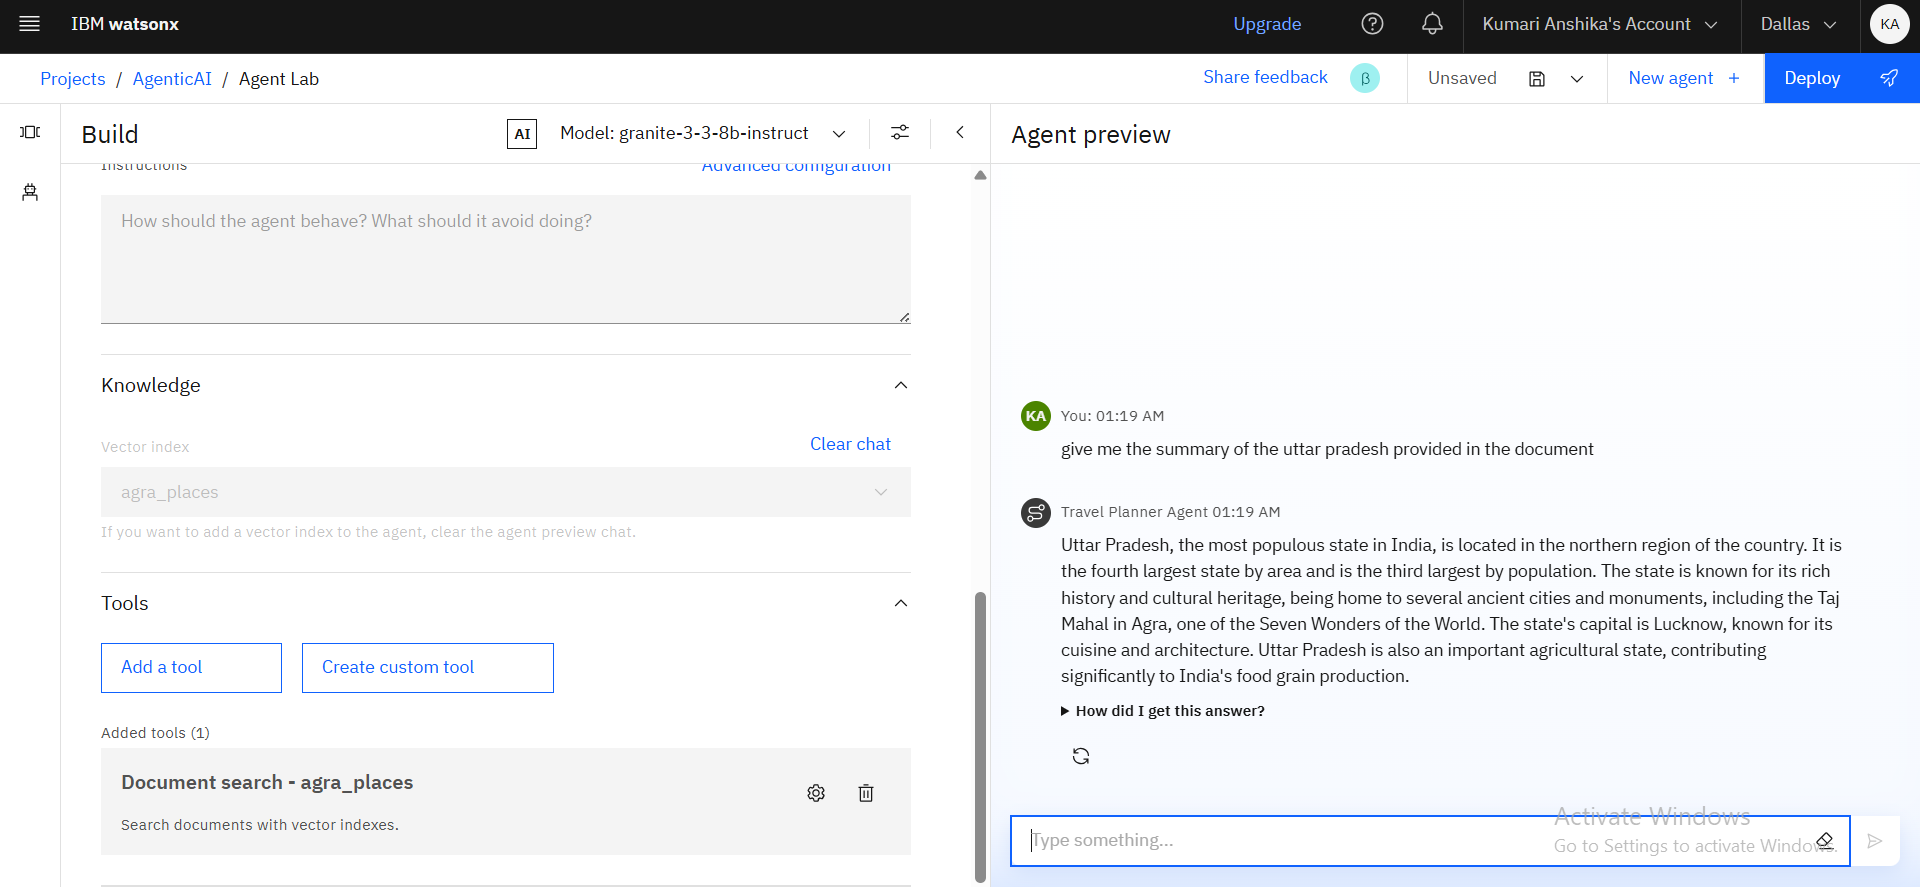 IBM watsonx
Upgrade
Kumari Anshika's Account
Dallas
KA
Projects / AgenticAI / Agent Lab
Share feedback
β
Unsaved
New agent +
Deploy
Build
AI
Model: granite-3-3-8b-instruct
Agent preview
Instructions
Advanced configuration
How should the agent behave? What should it avoid doing?
Knowledge
Vector index
Clear chat
agra_places
If you want to add a vector index to the agent, clear the agent preview chat.
Tools
Add a tool
Create custom tool
Added tools (1)
Document search - agra_places
Search documents with vector indexes.
KA
You: 01:19 AM
give me the summary of the uttar pradesh provided in the document
Travel Planner Agent 01:19 AM
Uttar Pradesh, the most populous state in India, is located in the northern region of the country. It is
the fourth largest state by area and is the third largest by population. The state is known for its rich
history and cultural heritage, being home to several ancient cities and monuments, including the Taj
Mahal in Agra, one of the Seven Wonders of the World. The state's capital is Lucknow, known for its
cuisine and architecture. Uttar Pradesh is also an important agricultural state, contributing
significantly to India's food grain production.
How did I get this answer?
Type something...
Activate Windows
Go to Settings to activate Windows.